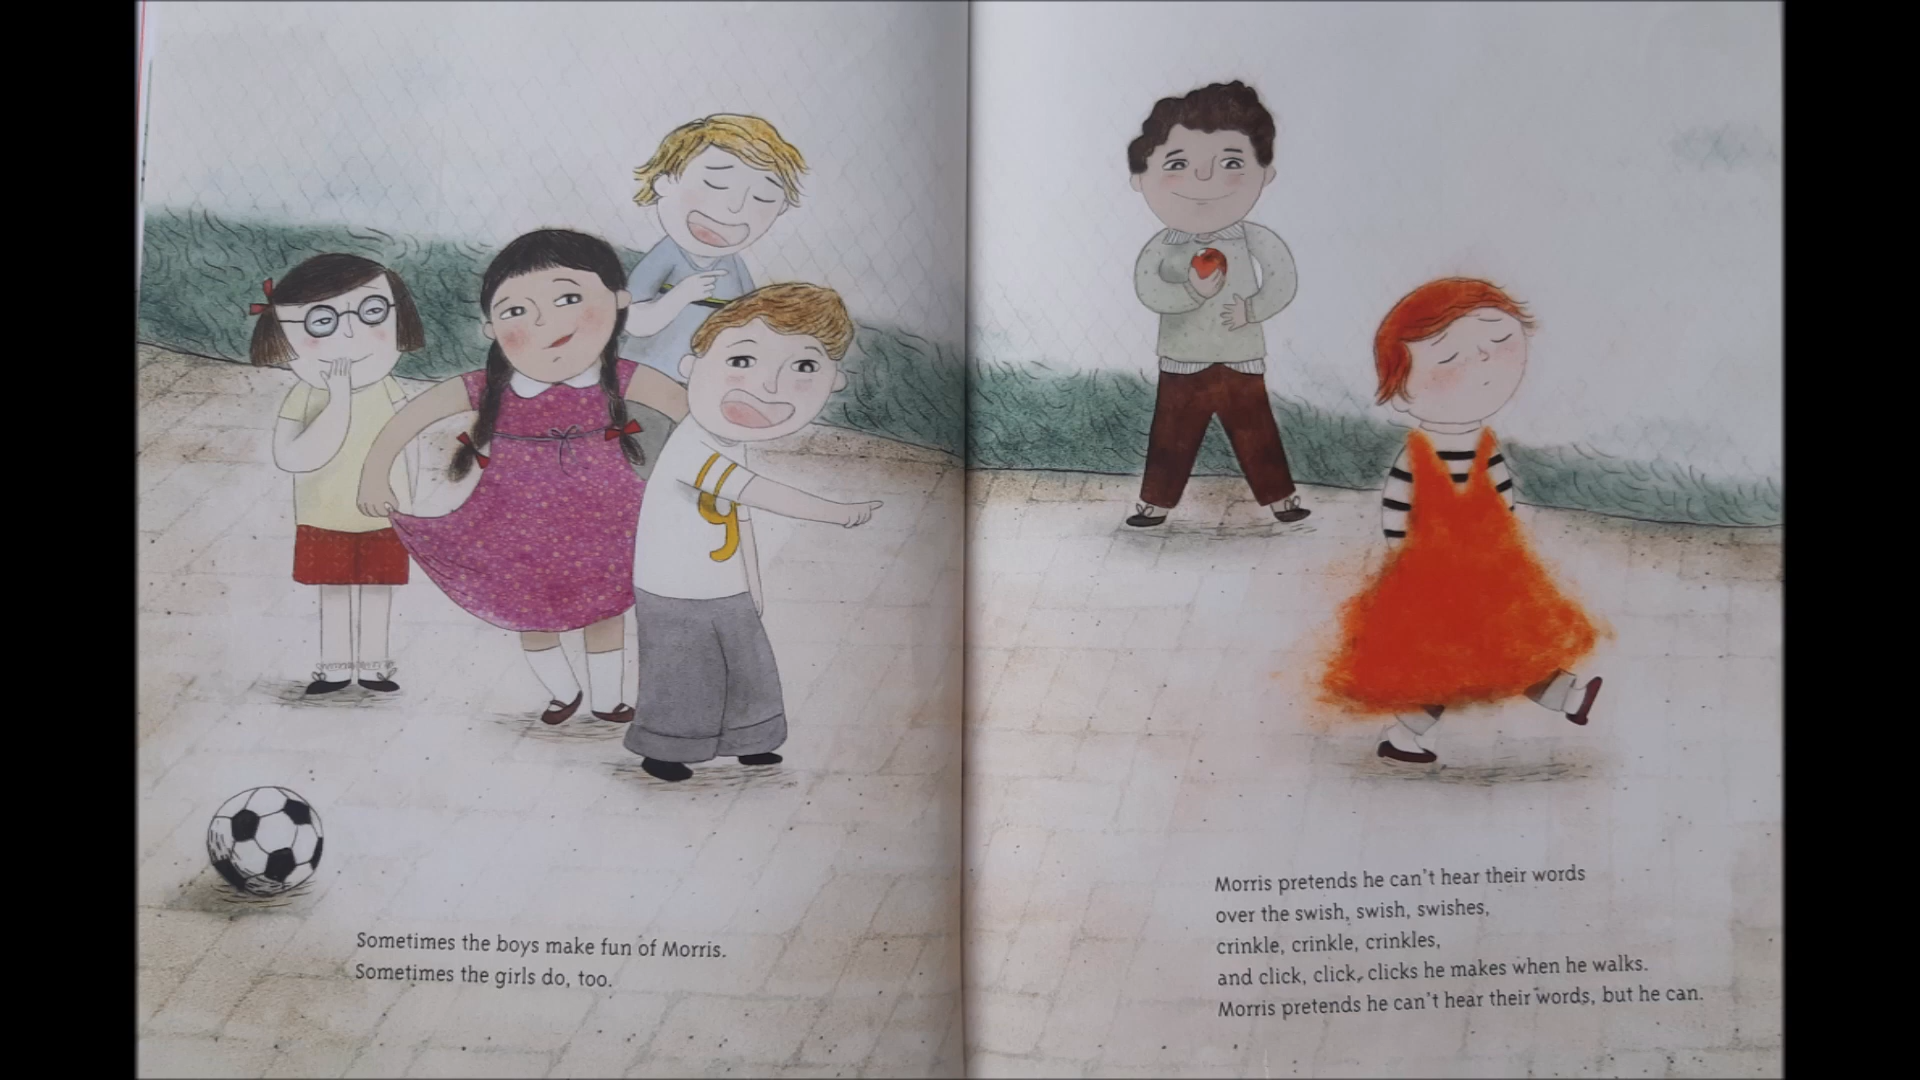 Sometimes the boys make fun of Morris.
Sometimes the girls do, too.
Morris pretends he can't hear their words
over the swish, swish, swishes,
crinkle, crinkle, crinkles,
and click, click, clicks he makes when he walks.
Morris pretends he can't hear their words, but he can.